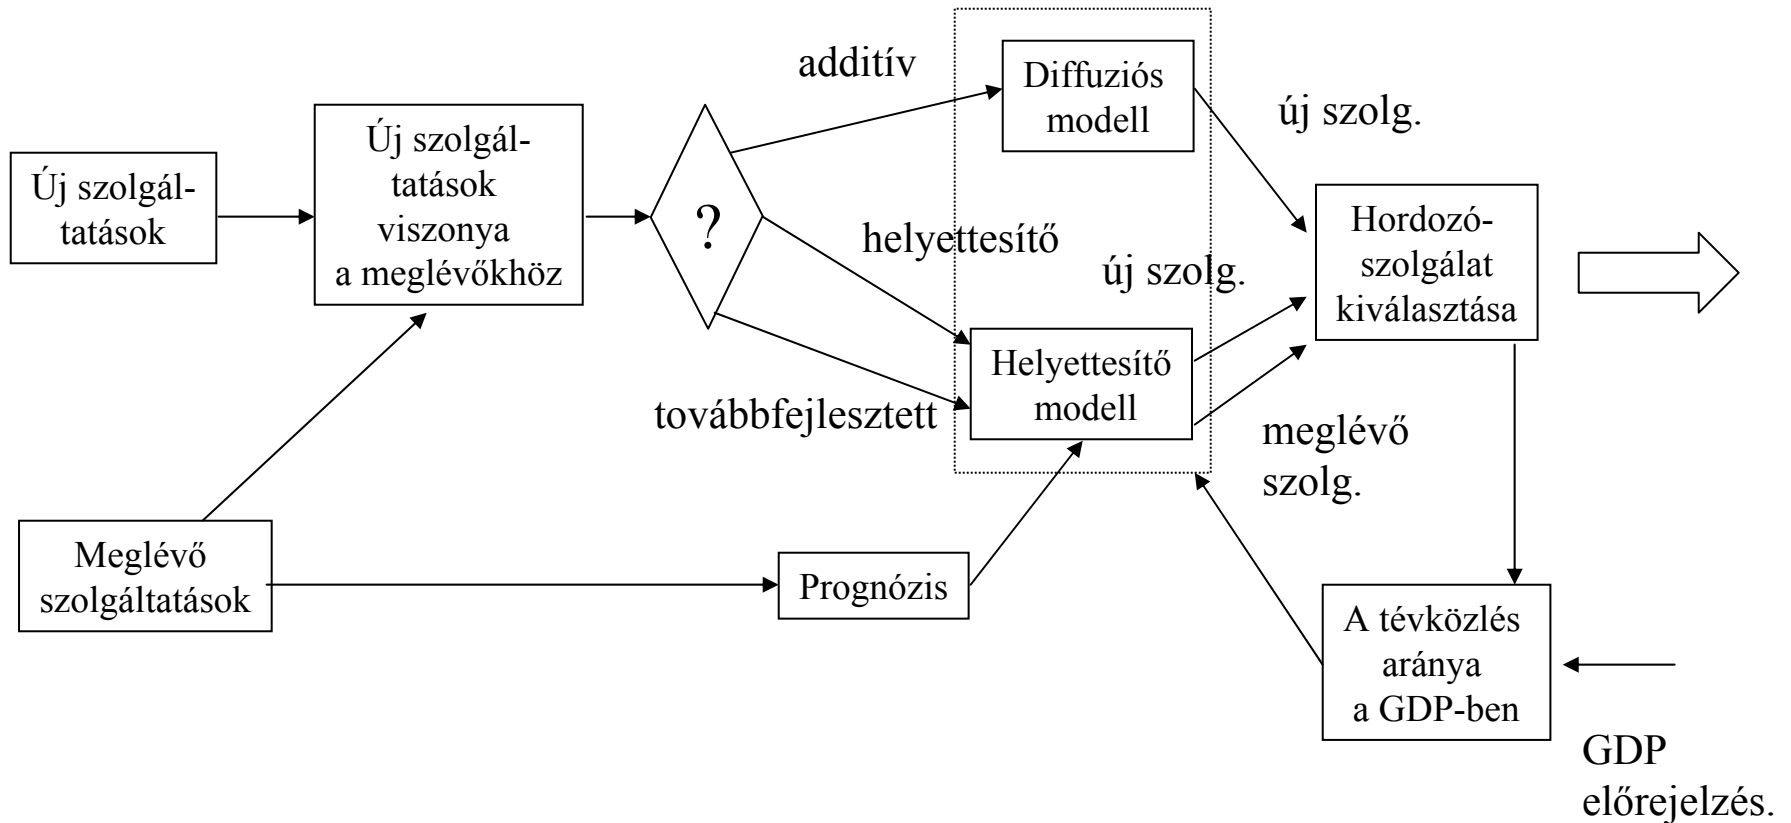 additív
Diffuziós
modell
új szolg.
Új szolgál-
tatások
Új szolgál-
tatások
viszonya
a meglévőkhöz
?
helyettesítő
új szolg.
Hordozó-
szolgálat
kiválasztása
Helyettesítő
modell
továbbfejlesztett
meglévő
szolg.
Meglévő
szolgáltatások
Prognózis
A tévközlés
aránya
a GDP-ben
GDP
előrejelzés.